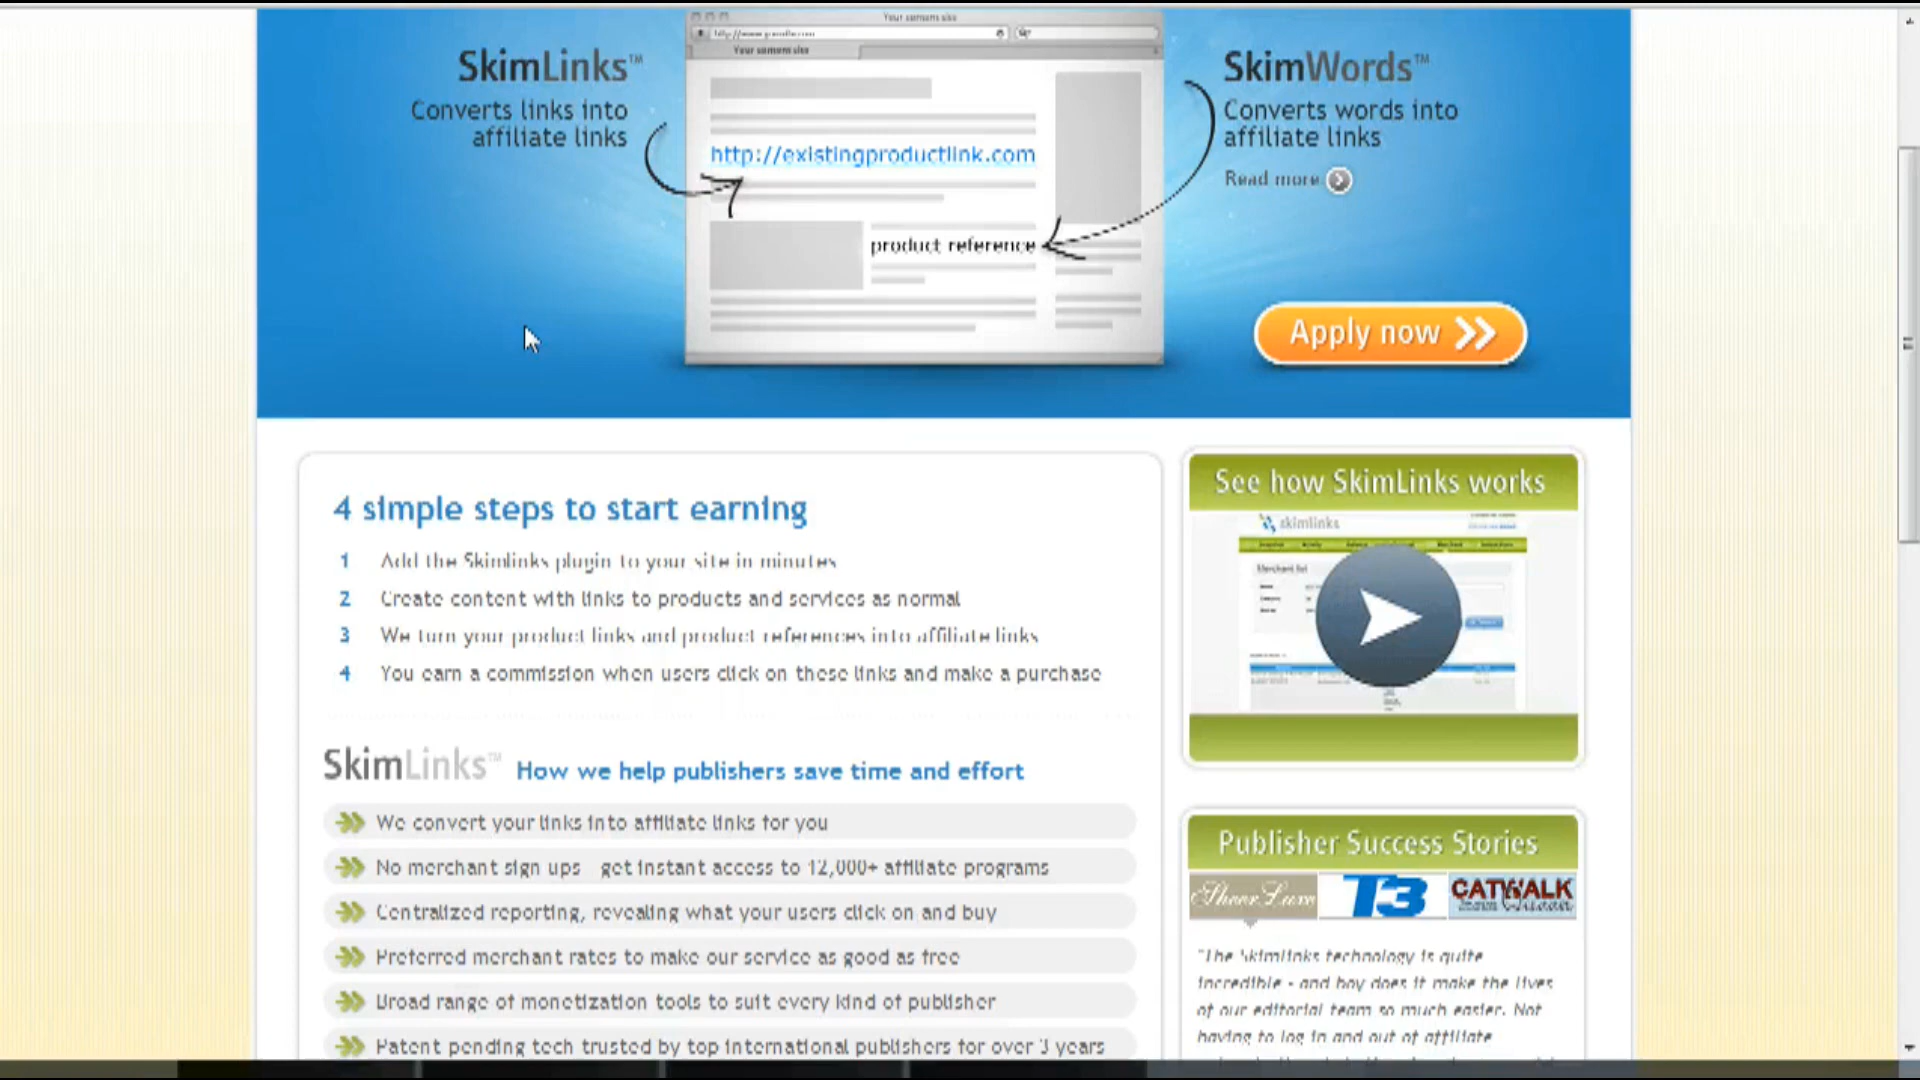 Your content site
Your content site
SkimLinks™
Converts links into
affiliate links
http://existingproductlink.com
product reference
SkimWords™
Converts words into
affiliate links
Read more
Apply now
4 simple steps to start earning
1 Add the Skimlinks plugin to your site in minutes
2 Create content with links to products and services as normal
3 We turn your product links and product references into affiliate links
4 You earn a commission when users click on these links and make a purchase
SkimLinks™ How we help publishers save time and effort
We convert your links into affiliate links for you
No merchant sign ups get instant access to 12,000+ affiliate programs
Centralized reporting, revealing what your users click on and buy
Preferred merchant rates to make our service as good as free
Broad range of monetization tools to suit every kind of publisher
Patent pending tech trusted by top international publishers for over 3 years
See how SkimLinks works
skimlinks
Merchant list
Publisher Success Stories
SheerLuxe
T3
CATWALK
"The Skimlinks technology is quite
incredible - and boy does it make the lives
of our editorial team so much easier. Not
having to log in and out of affiliate